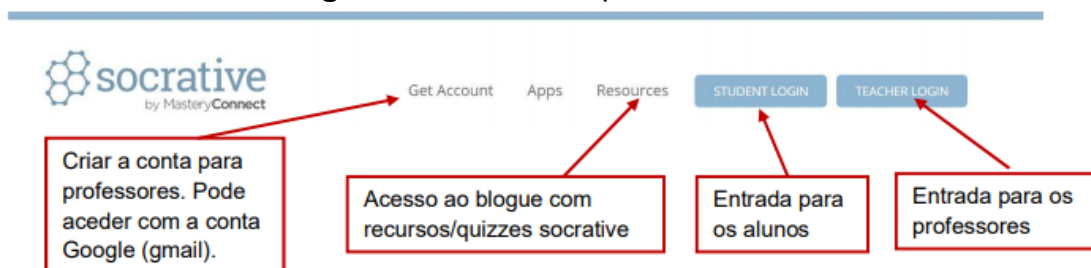 socrative
by MasteryConnect
Get Account
Apps
Resources
STUDENT LOGIN
TEACHER LOGIN
Criar a conta para
professores. Pode
aceder com a conta
Google (gmail).
Acesso ao blogue com
recursos/quizzes socrative
Entrada para
os alunos
Entrada para os
professores